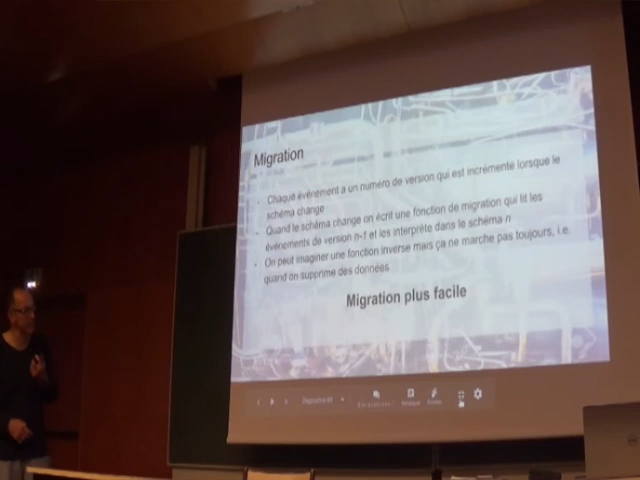 Migration
- Chaque événement a un numéro de version qui est incrémenté lorsque le
schéma change
- Quand le schéma change on écrit une fonction de migration qui lit les
événements de version n-1 et les interprète dans le schéma n
- On peut imaginer une fonction inverse mais ça ne marche pas toujours, i.e.
quand on supprime des données
Migration plus facile